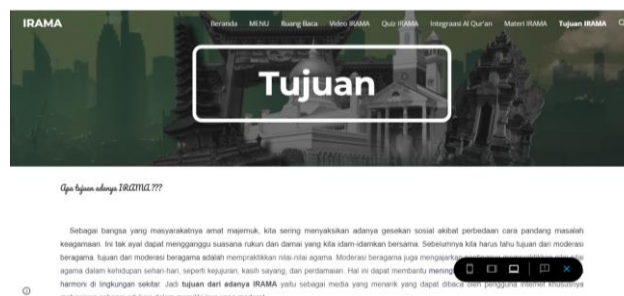 IRAMA
Beranda MENU Ruang Baca Video IRAMA Quiz IRAMA Integraasi Al Qur'an Materi IRAMA Tujuan IRAMA
Tujuan
Apa tujuan adanya IRAMA ???
Sebagai bangsa yang masyarakatnya amat majemuk, kita sering menyaksikan adanya gesekan sosial akibat perbedaan cara pandang masalah
keagamaan. Ini tak ayal dapat mengganggu suasana rukun dan damai yang kita idam-idamkan bersama. Sebelumnya kita harus tahu tujuan dari moderasi
beragama. tujuan dari moderasi beragama adalah mempraktikkan nilai-nilai agama. Moderasi beragama juga mengajarkan
agama dalam kehidupan sehari-hari, seperti kejujuran, kasih sayang, dan perdamaian. Hal ini dapat membantu
harmoni di lingkungan sekitar. Jadi tujuan dari adanya IRAMA yaitu sebagai media yang menarik yang dapat dibaca oleh pengguna internet khususnya